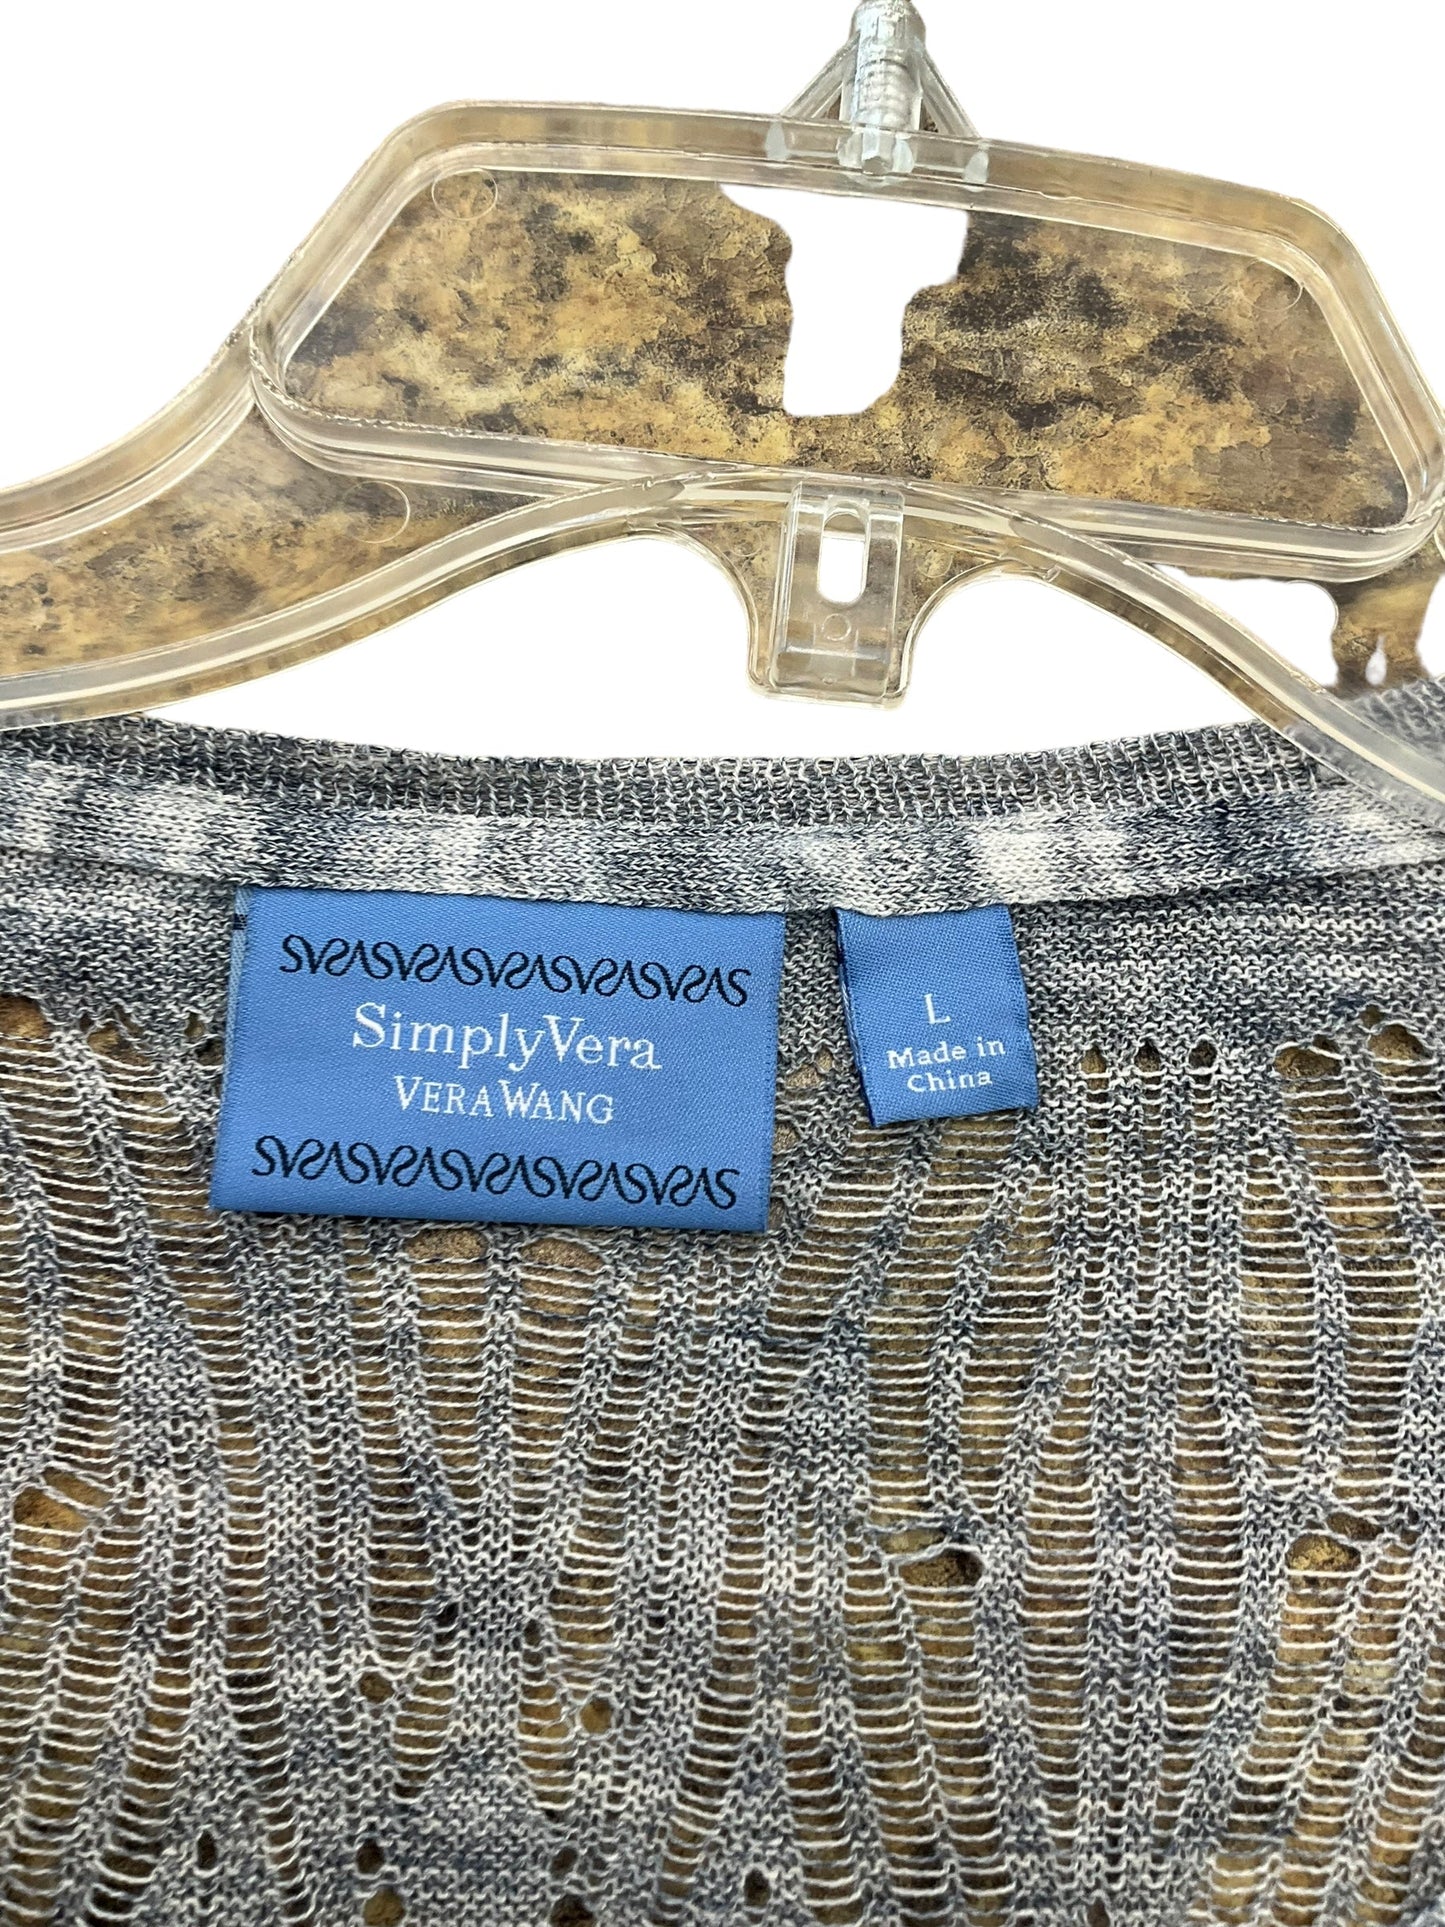 SimplyVera
VERA WANG
L
Made in
China